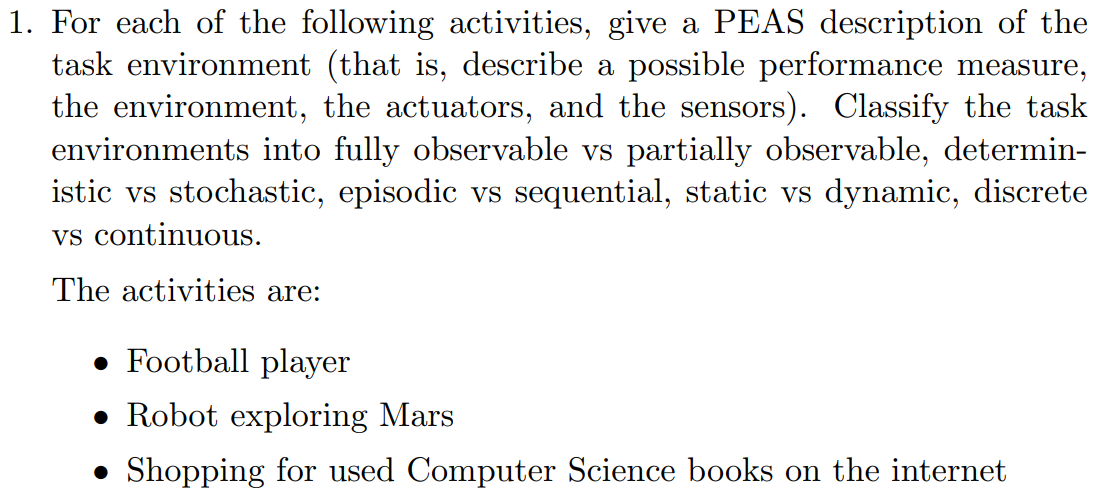 1. For each of the following activities, give a PEAS description of the
task environment (that is, describe a possible performance measure,
the environment, the actuators, and the sensors). Classify the task
environments into fully observable vs partially observable, determin-
istic vs stochastic, episodic vs sequential, static vs dynamic, discrete
vs continuous.
The activities are:
• Football player
• Robot exploring Mars
• Shopping for used Computer Science books on the internet